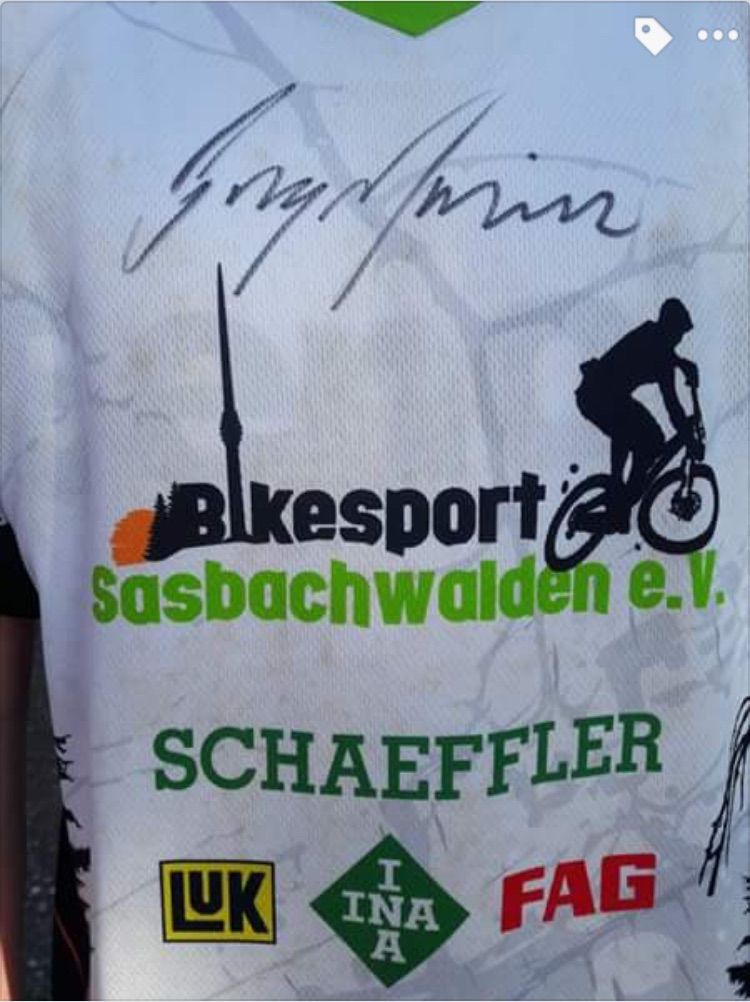 Bikesport
Sasbachwalden e.V.
SCHAEFFLER
LUK
I
INA
A
FAG